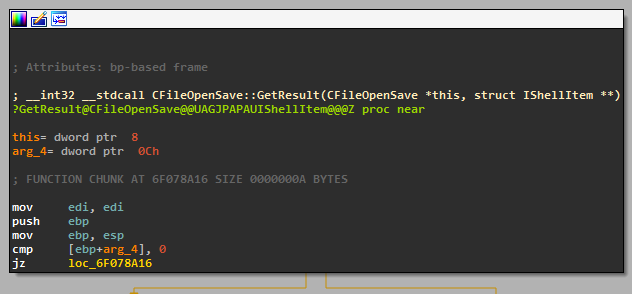 ; Attributes: bp-based frame
; __int32 __stdcall CFileOpenSave::GetResult(CFileOpenSave *this, struct IShellItem **)
?GetResult@CFileOpenSave@@UAGJPAPAUIShellItem@@@Z proc near
this= dword ptr  8
arg_4= dword ptr  0Ch
; FUNCTION CHUNK AT 6F078A16 SIZE 0000000A BYTES
mov     edi, edi
push    ebp
mov     ebp, esp
cmp     [ebp+arg_4], 0
jz      loc_6F078A16